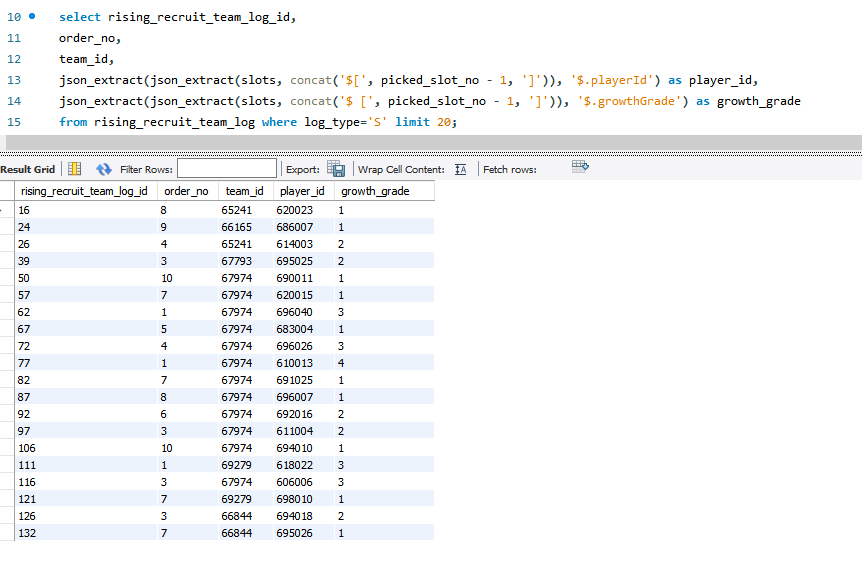 10 select rising_recruit_team_log_id,
11 order_no,
12 team_id,
13 json_extract(json_extract(slots, concat('$[', picked_slot_no - 1, ']')), '$.playerId') as player_id,
14 json_extract(json_extract(slots, concat('$ [', picked_slot_no - 1, ']')), '$.growthGrade') as growth_grade
15 from rising_recruit_team_log where log_type='S' limit 20;
Result Grid Filter Rows: Export: Wrap Cell Content: IA Fetch rows:
rising_recruit_team_log_id order_no team_id player_id growth_grade
16 8 65241 620023 1
24 9 66165 686007 1
26 4 65241 614003 2
39 3 67793 695025 2
50 10 67974 690011 1
57 7 67974 620015 1
62 1 67974 696040 3
67 5 67974 683004 1
72 4 67974 696026 3
77 1 67974 610013 4
82 7 67974 691025 1
87 8 67974 696007 1
92 6 67974 692016 2
97 3 67974 611004 2
106 10 67974 694010 1
111 1 69279 618022 3
116 3 67974 606006 3
121 7 69279 698010 1
126 3 66844 694018 2
132 7 66844 695026 1